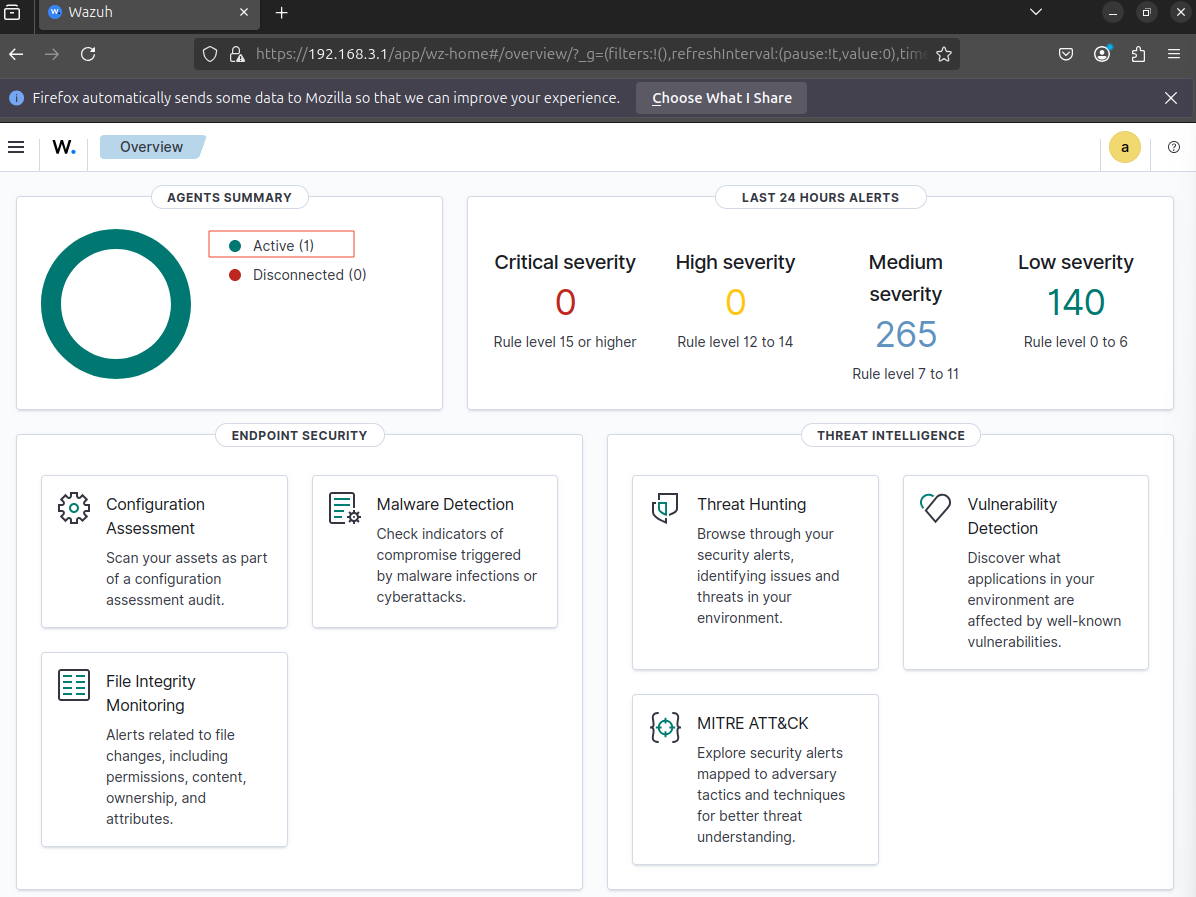 Wazuh
https://192.168.3.1/app/wz-home#/overview/?_g=(filters:!(),refreshInterval:(pause:!t,value:0),tim
Firefox automatically sends some data to Mozilla so that we can improve your experience.
Choose What I Share
W.
Overview
a
AGENTS SUMMARY
Active (1)
Disconnected (0)
LAST 24 HOURS ALERTS
Critical severity
0
Rule level 15 or higher
High severity
0
Rule level 12 to 14
Medium
severity
265
Rule level 7 to 11
Low severity
140
Rule level 0 to 6
ENDPOINT SECURITY
Configuration
Assessment
Scan your assets as part
of a configuration
assessment audit.
Malware Detection
Check indicators of
compromise triggered
by malware infections or
cyberattacks.
File Integrity
Monitoring
Alerts related to file
changes, including
permissions, content,
ownership, and
attributes.
THREAT INTELLIGENCE
Threat Hunting
Browse through your
security alerts,
identifying issues and
threats in your
environment.
Vulnerability
Detection
Discover what
applications in your
environment are
affected by well-known
vulnerabilities.
MITRE ATT&CK
Explore security alerts
mapped to adversary
tactics and techniques
for better threat
understanding.